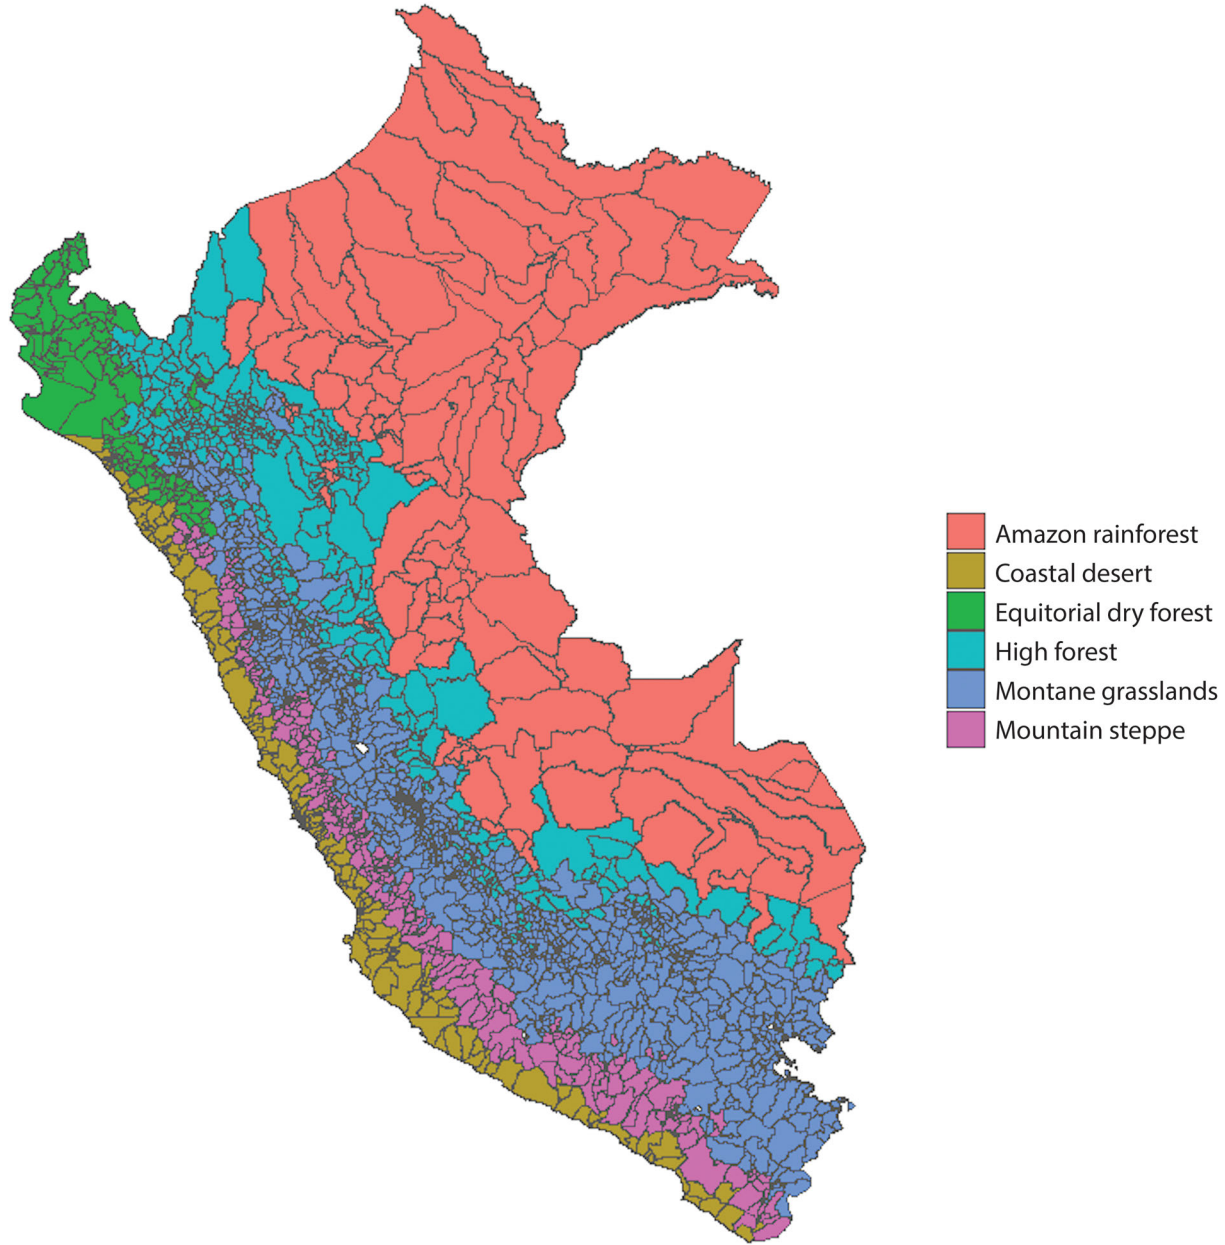 Amazon rainforest
Coastal desert
Equitorial dry forest
High forest
Montane grasslands
Mountain steppe